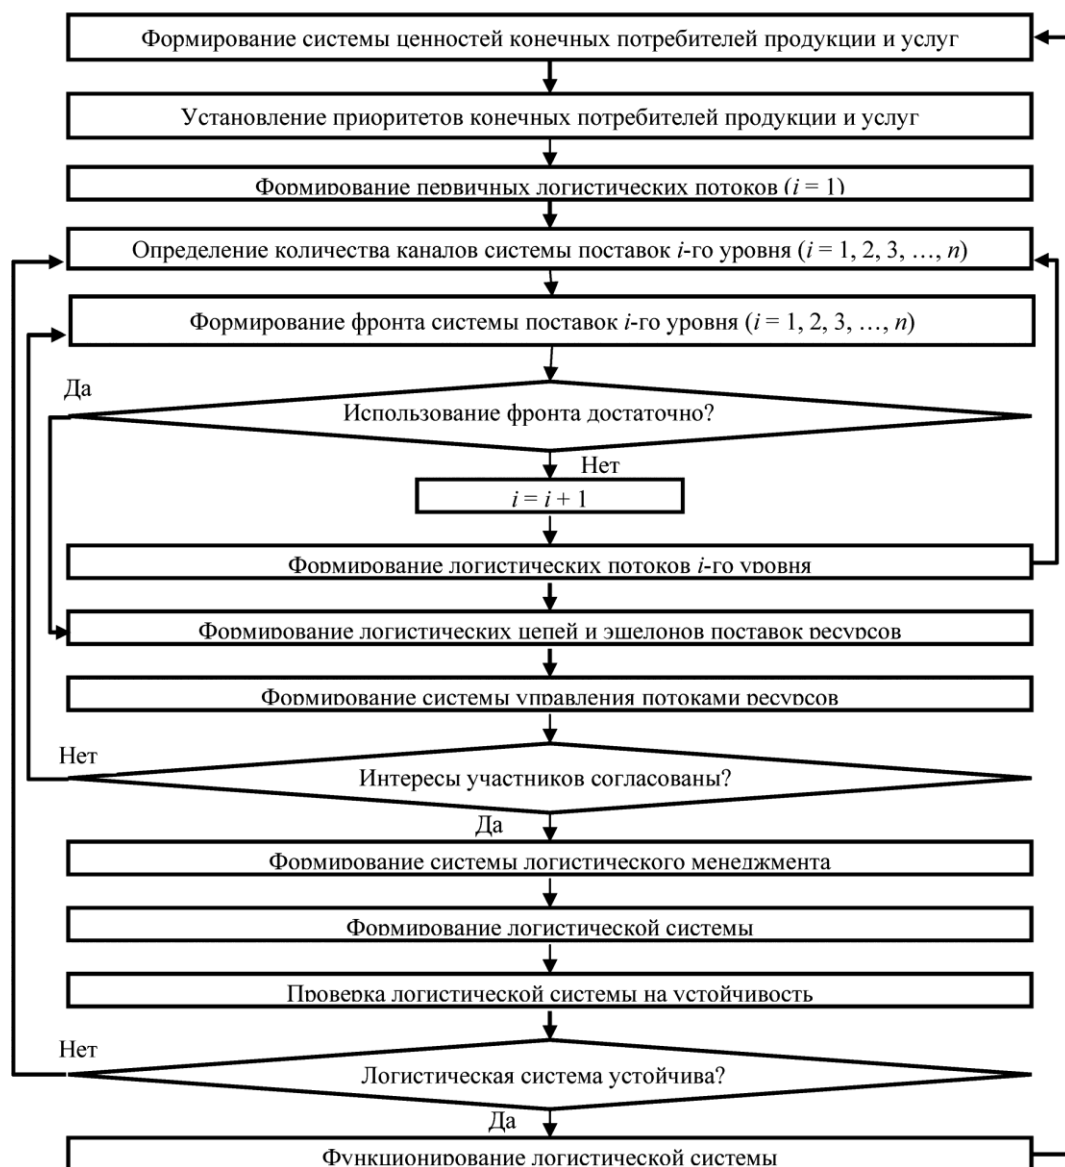 Формирование системы ценностей конечных потребителей продукции и услуг
Установление приоритетов конечных потребителей продукции и услуг
Формирование первичных логистических потоков (i = 1)
Определение количества каналов системы поставок i-го уровня (i = 1, 2, 3, …, n)
Формирование фронта системы поставок i-го уровня (i = 1, 2, 3, …, n)
Да
Использование фронта достаточно?
Нет
i = i + 1
Формирование логистических потоков i-го уровня
Формирование логистических цепей и эшелонов поставок ресурсов
Формирование системы управления потоками ресурсов
Нет
Интересы участников согласованы?
Да
Формирование системы логистического менеджмента
Формирование логистической системы
Проверка логистической системы на устойчивость
Нет
Логистическая система устойчива?
Да
Функционирование логистической системы